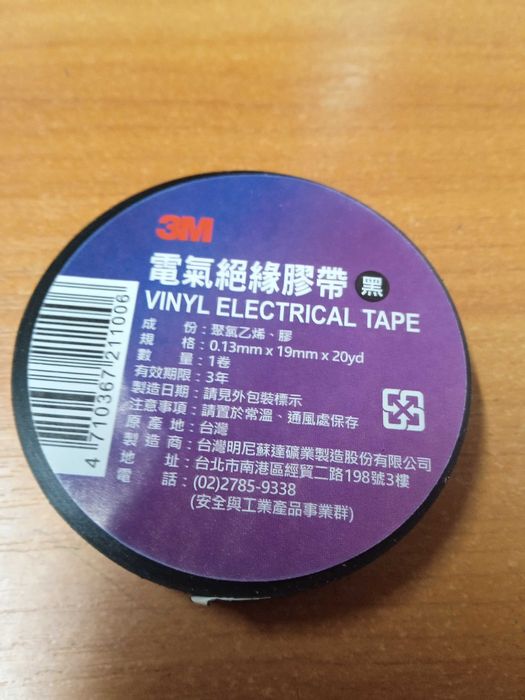 3M
電氣絕緣膠帶 黑
VINYL ELECTRICAL TAPE
成份：聚氯乙烯、膠
規格：0.13mm x 19mm x 20yd
數量：1卷
有效期限：3年
製造日期：請見外包裝標示
注意事項：請置於常溫、通風處保存
原產地：台灣
製造商：台灣明尼蘇達礦業製造股份有限公司
地址：台北市南港區經貿二路198號3樓
電話：(02)2785-9338
(安全與工業產品事業群)
4 710367 211006